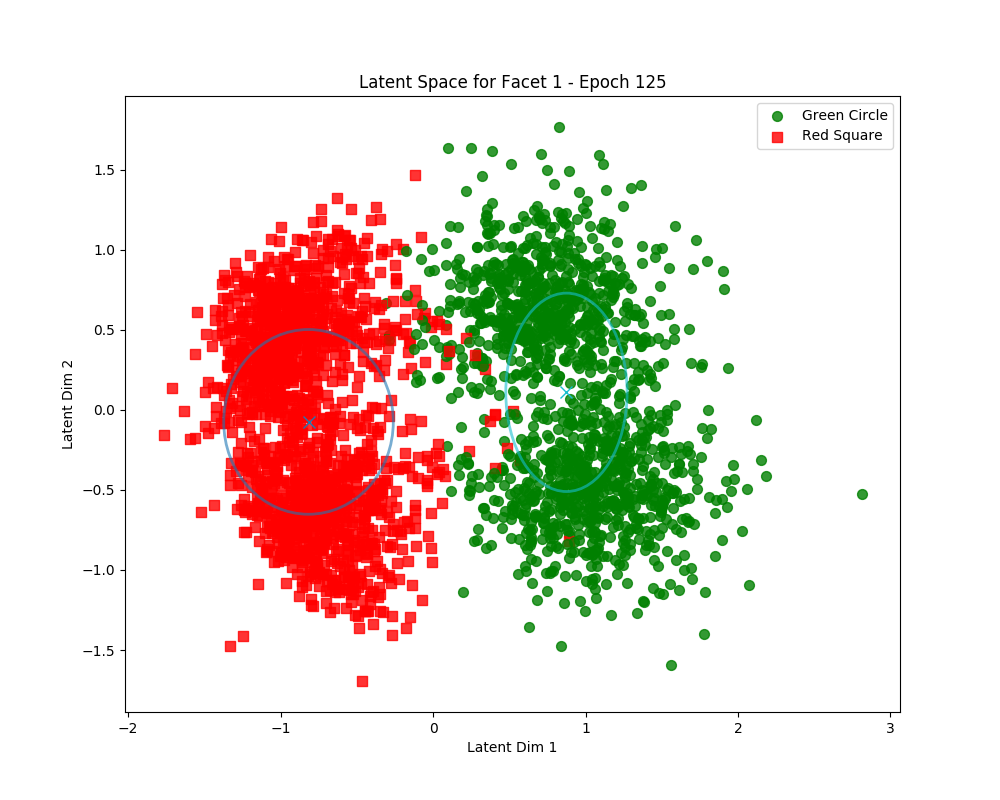 Latent Space for Facet 1 - Epoch 125
Green Circle
Red Square
1.5
1.0
0.5
0.0
−0.5
−1.0
−1.5
Latent Dim 2
−2
−1
0
1
2
3
Latent Dim 1